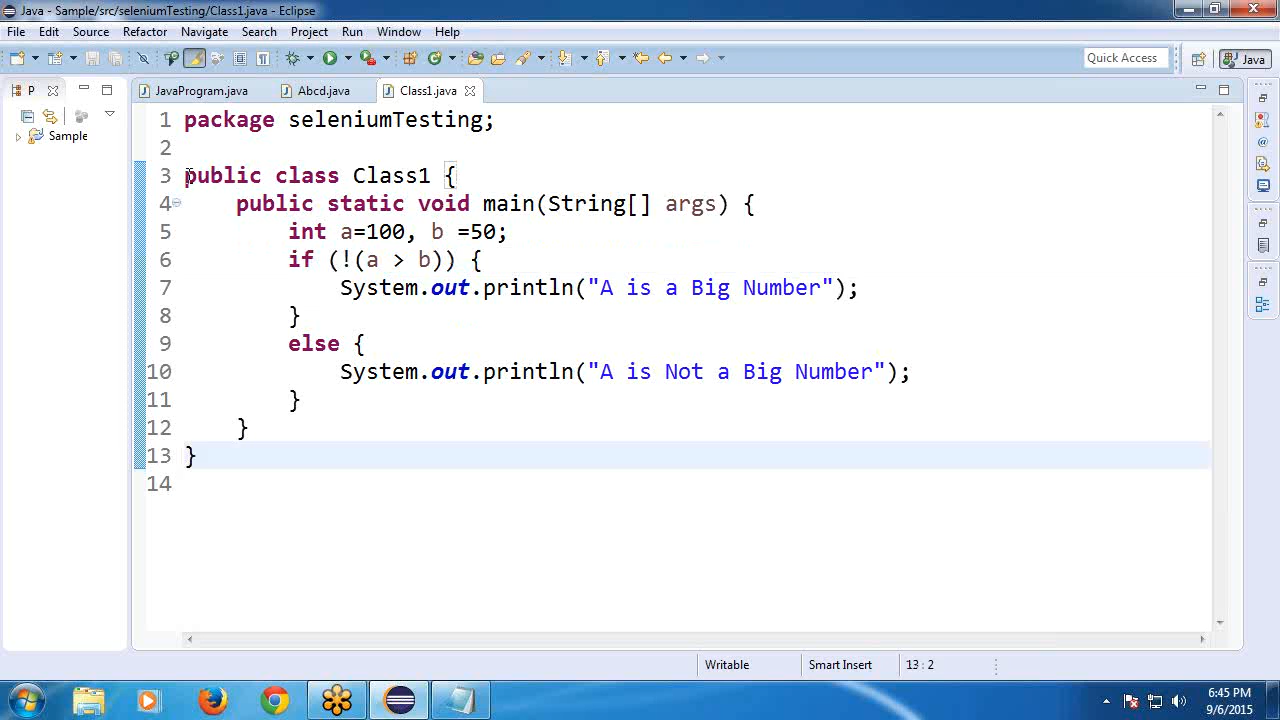 Java - Sample/src/seleniumTesting/Class1.java - Eclipse
File Edit Source Refactor Navigate Search Project Run Window Help
Quick Access Java
P JavaProgram.java Abcd.java Class1.java
Sample
1 package seleniumTesting;
2
3 public class Class1 {
4 public static void main(String[] args) {
5 int a=100, b =50;
6 if (!(a > b)) {
7 System.out.println("A is a Big Number");
8 }
9 else {
10 System.out.println("A is Not a Big Number");
11 }
12 }
13 }
14
Writable Smart Insert 13 : 2
6:45 PM
9/6/2015